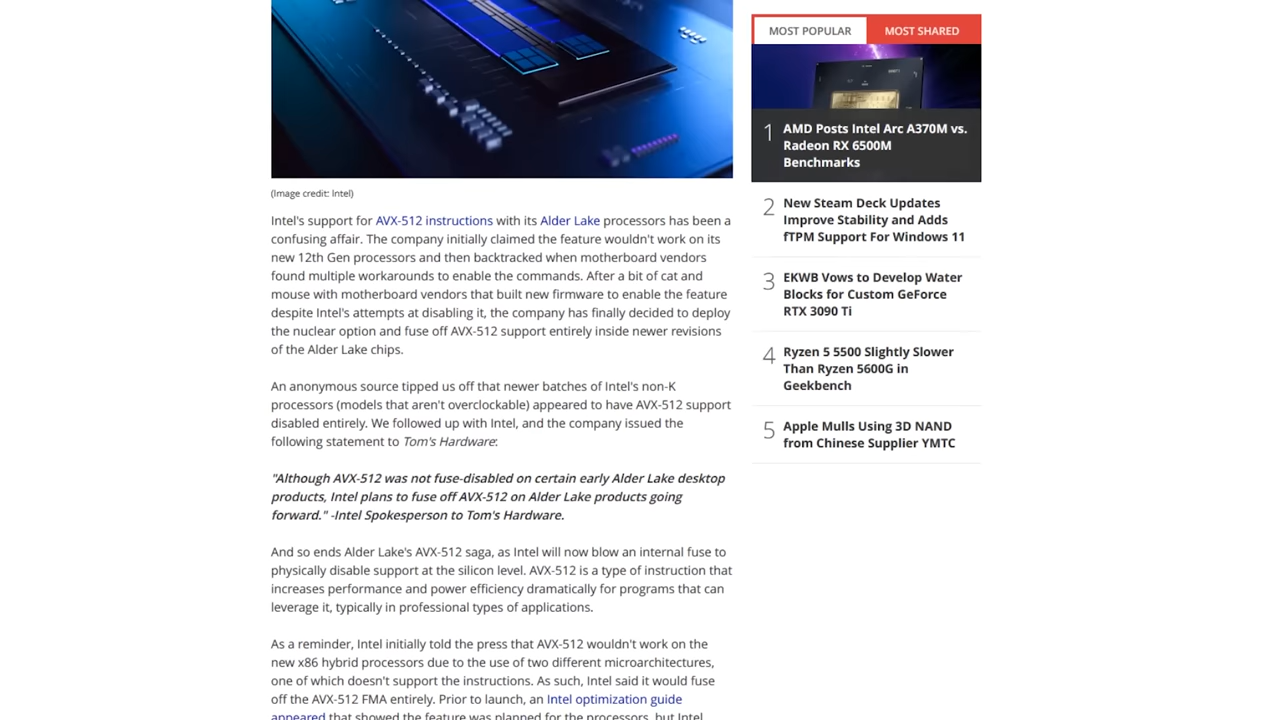 (Image credit: Intel)
Intel's support for AVX-512 instructions with its Alder Lake processors has been a
confusing affair. The company initially claimed the feature wouldn't work on its
new 12th Gen processors and then backtracked when motherboard vendors
found multiple workarounds to enable the commands. After a bit of cat and
mouse with motherboard vendors that built new firmware to enable the feature
despite Intel's attempts at disabling it, the company has finally decided to deploy
the nuclear option and fuse off AVX-512 support entirely inside newer revisions
of the Alder Lake chips.
An anonymous source tipped us off that newer batches of Intel's non-K
processors (models that aren't overclockable) appeared to have AVX-512 support
disabled entirely. We followed up with Intel, and the company issued the
following statement to Tom's Hardware:
"Although AVX-512 was not fuse-disabled on certain early Alder Lake desktop
products, Intel plans to fuse off AVX-512 on Alder Lake products going
forward." -Intel Spokesperson to Tom's Hardware.
And so ends Alder Lake's AVX-512 saga, as Intel will now blow an internal fuse to
physically disable support at the silicon level. AVX-512 is a type of instruction that
increases performance and power efficiency dramatically for programs that can
leverage it, typically in professional types of applications.
As a reminder, Intel initially told the press that AVX-512 wouldn't work on the
new x86 hybrid processors due to the use of two different microarchitectures,
one of which doesn't support the instructions. As such, Intel said it would fuse
off the AVX-512 FMA entirely. Prior to launch, an Intel optimization guide
appeared that showed the feature was planned for the processors, but Intel
MOST POPULAR
MOST SHARED
1
AMD Posts Intel Arc A370M vs.
Radeon RX 6500M
Benchmarks
2
New Steam Deck Updates
Improve Stability and Adds
fTPM Support For Windows 11
3
EKWB Vows to Develop Water
Blocks for Custom GeForce
RTX 3090 Ti
4
Ryzen 5 5500 Slightly Slower
Than Ryzen 5600G in
Geekbench
5
Apple Mulls Using 3D NAND
from Chinese Supplier YMTC